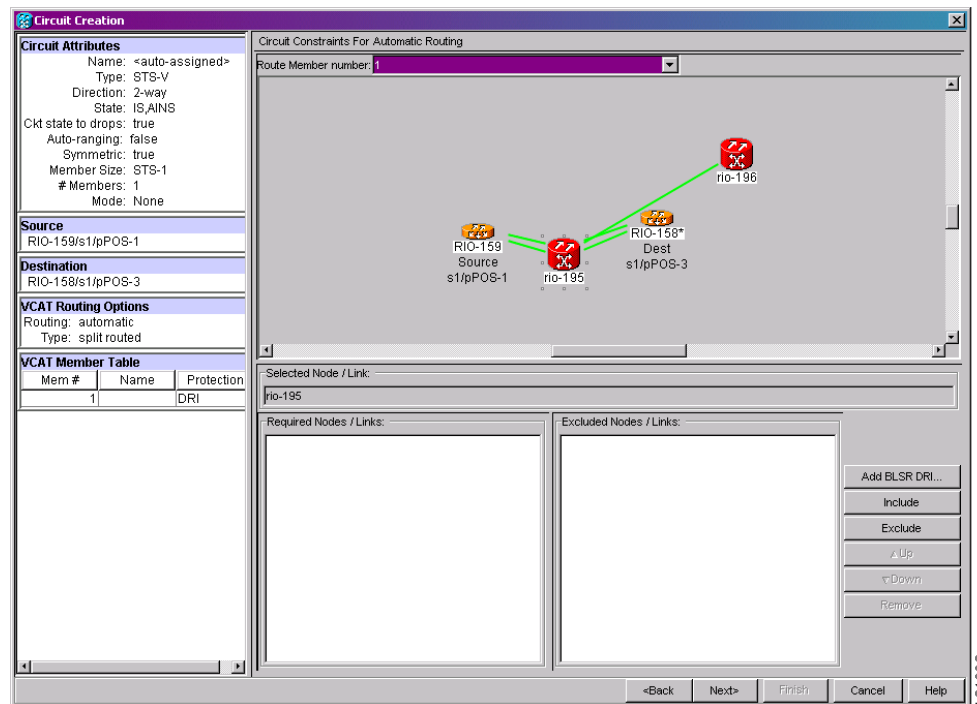 Circuit Creation
Circuit Attributes
Name: <auto-assigned>
Type: STS-V
Direction: 2-way
State: IS,AINS
Ckt state to drops: true
Auto-ranging: false
Symmetric: true
Member Size: STS-1
# Members: 1
Mode: None
Source
RIO-159/s1/pPOS-1
Destination
RIO-158/s1/pPOS-3
VCAT Routing Options
Routing: automatic
Type: split routed
VCAT Member Table
Mem # Name Protection
1 DRI
Circuit Constraints For Automatic Routing
Route Member number: 1
rio-196
RIO-159
Source
s1/pPOS-1
rio-195
RIO-158*
Dest
s1/pPOS-3
Selected Node / Link:
rio-195
Required Nodes / Links:
Excluded Nodes / Links:
Add BLSR DRI...
Include
Exclude
Up
Down
Remove
<Back Next> Finish Cancel Help